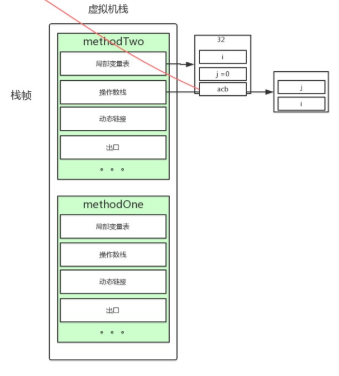 虚拟机栈
栈帧
methodTwo
局部变量表
操作数栈
动态链接
出口
。。。
32
i
j =0
acb
j
i
methodOne
局部变量表
操作数栈
动态链接
出口
。。。